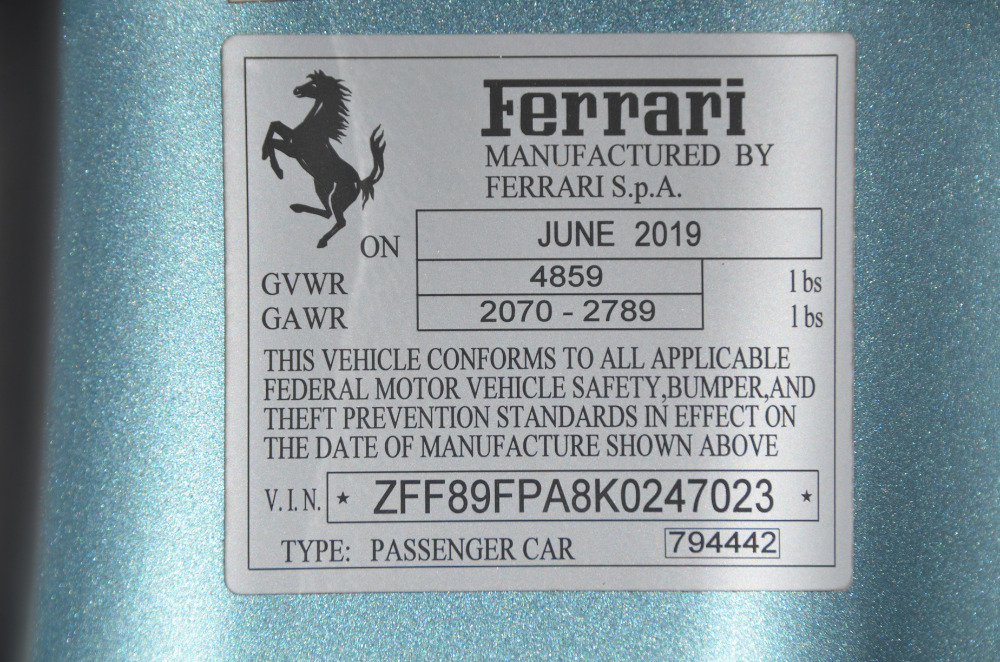 Ferrari
MANUFACTURED BY
FERRARI S.p.A.
ON JUNE 2019
GVWR 4859 lbs
GAWR 2070 - 2789 lbs
THIS VEHICLE CONFORMS TO ALL APPLICABLE
FEDERAL MOTOR VEHICLE SAFETY,BUMPER,AND
THEFT PREVENTION STANDARDS IN EFFECT ON
THE DATE OF MANUFACTURE SHOWN ABOVE
V.I.N. ★ ZFF89FPA8K0247023 ★
TYPE: PASSENGER CAR 794442